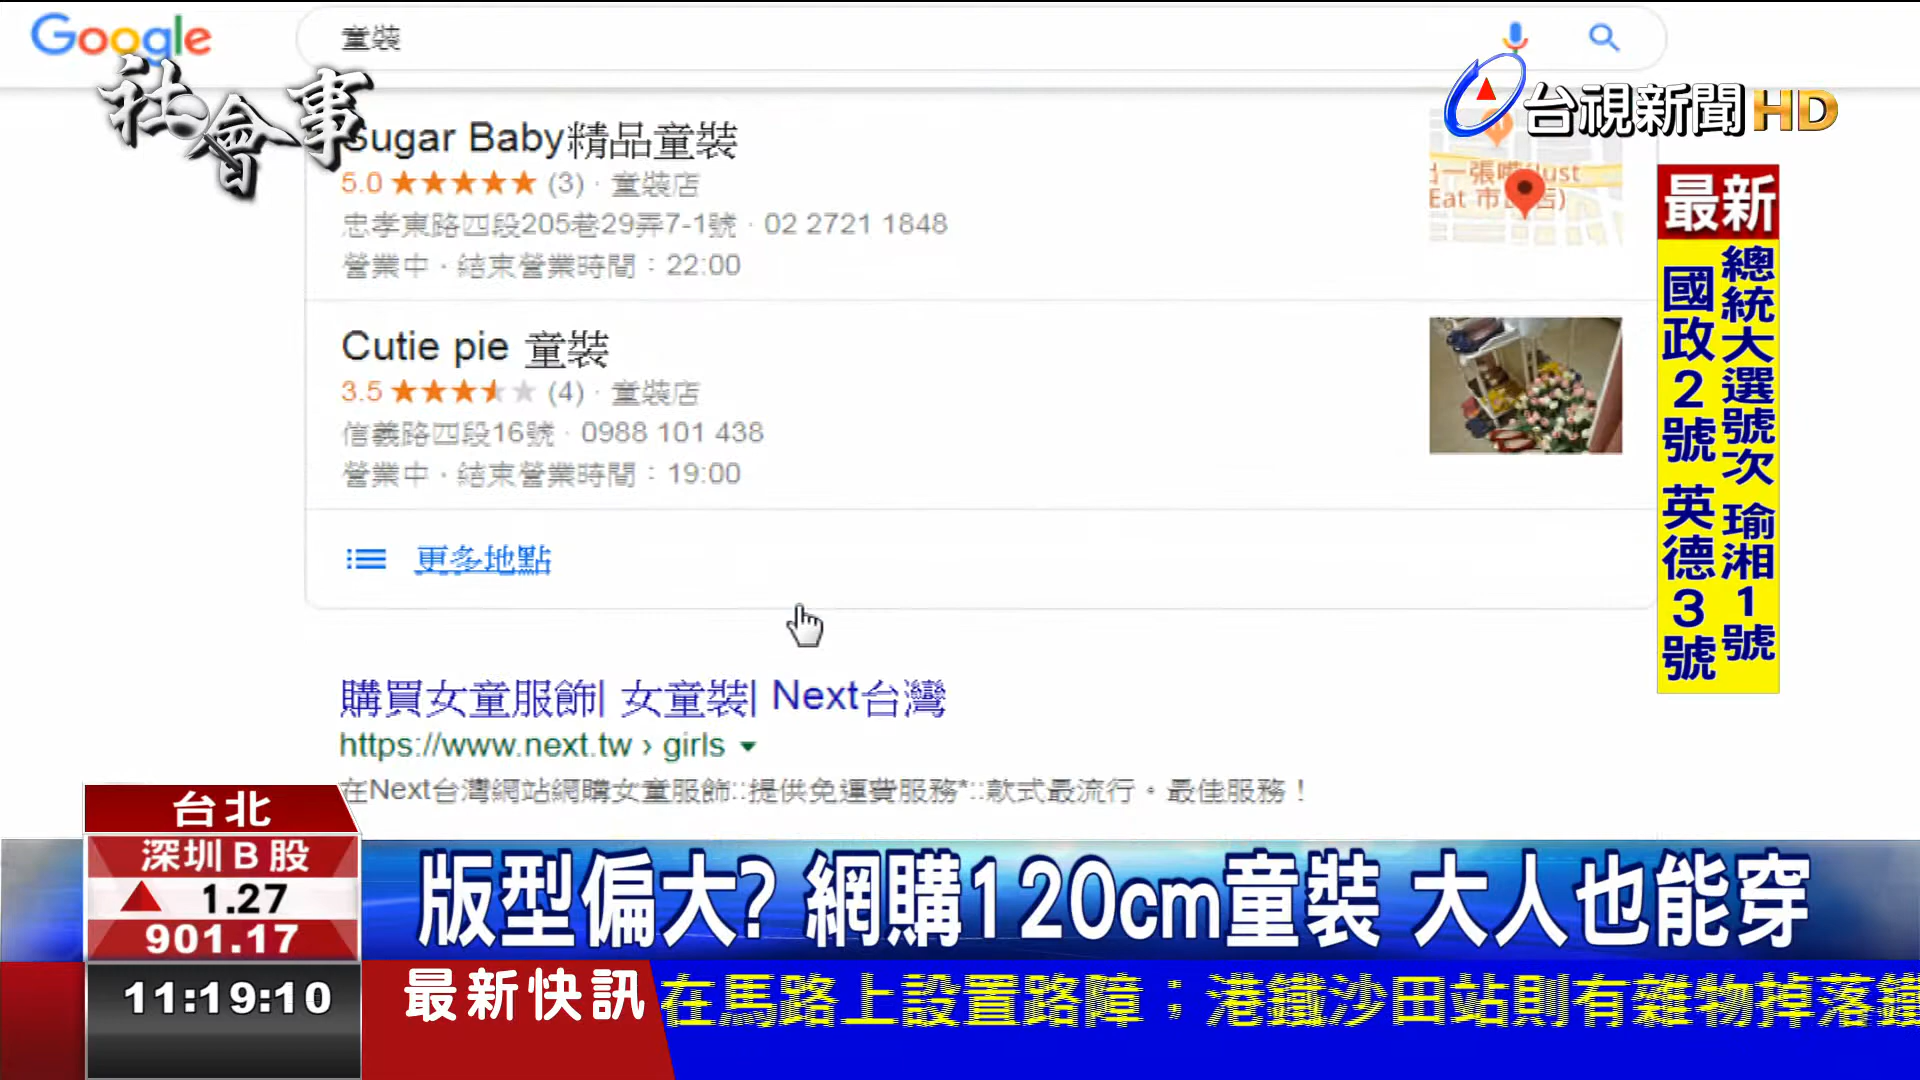 Google
童裝
社會事
台視新聞HD
Sugar Baby精品童裝
5.0 ★★★★★ (3) · 童裝店
忠孝東路四段205巷29弄7-1號 · 02 2721 1848
營業中 · 結束營業時間：22:00
Cutie pie 童裝
3.5 (4) · 童裝店
信義路四段16號 · 0988 101 438
營業中 · 結束營業時間：19:00
更多地點
購買女童服飾| 女童裝| Next台灣
https://www.next.tw › girls
在Next台灣網站網購女童服飾::提供免運費服務*::款式最流行。最佳服務！
最新
總統大選號次 瑜湘1號
國政2號 英德3號
台北
深圳B股
1.27
901.17
11:19:10
版型偏大? 網購120cm童裝 大人也能穿
最新快訊
在馬路上設置路障；港鐵沙田站則有雜物掉落鐵